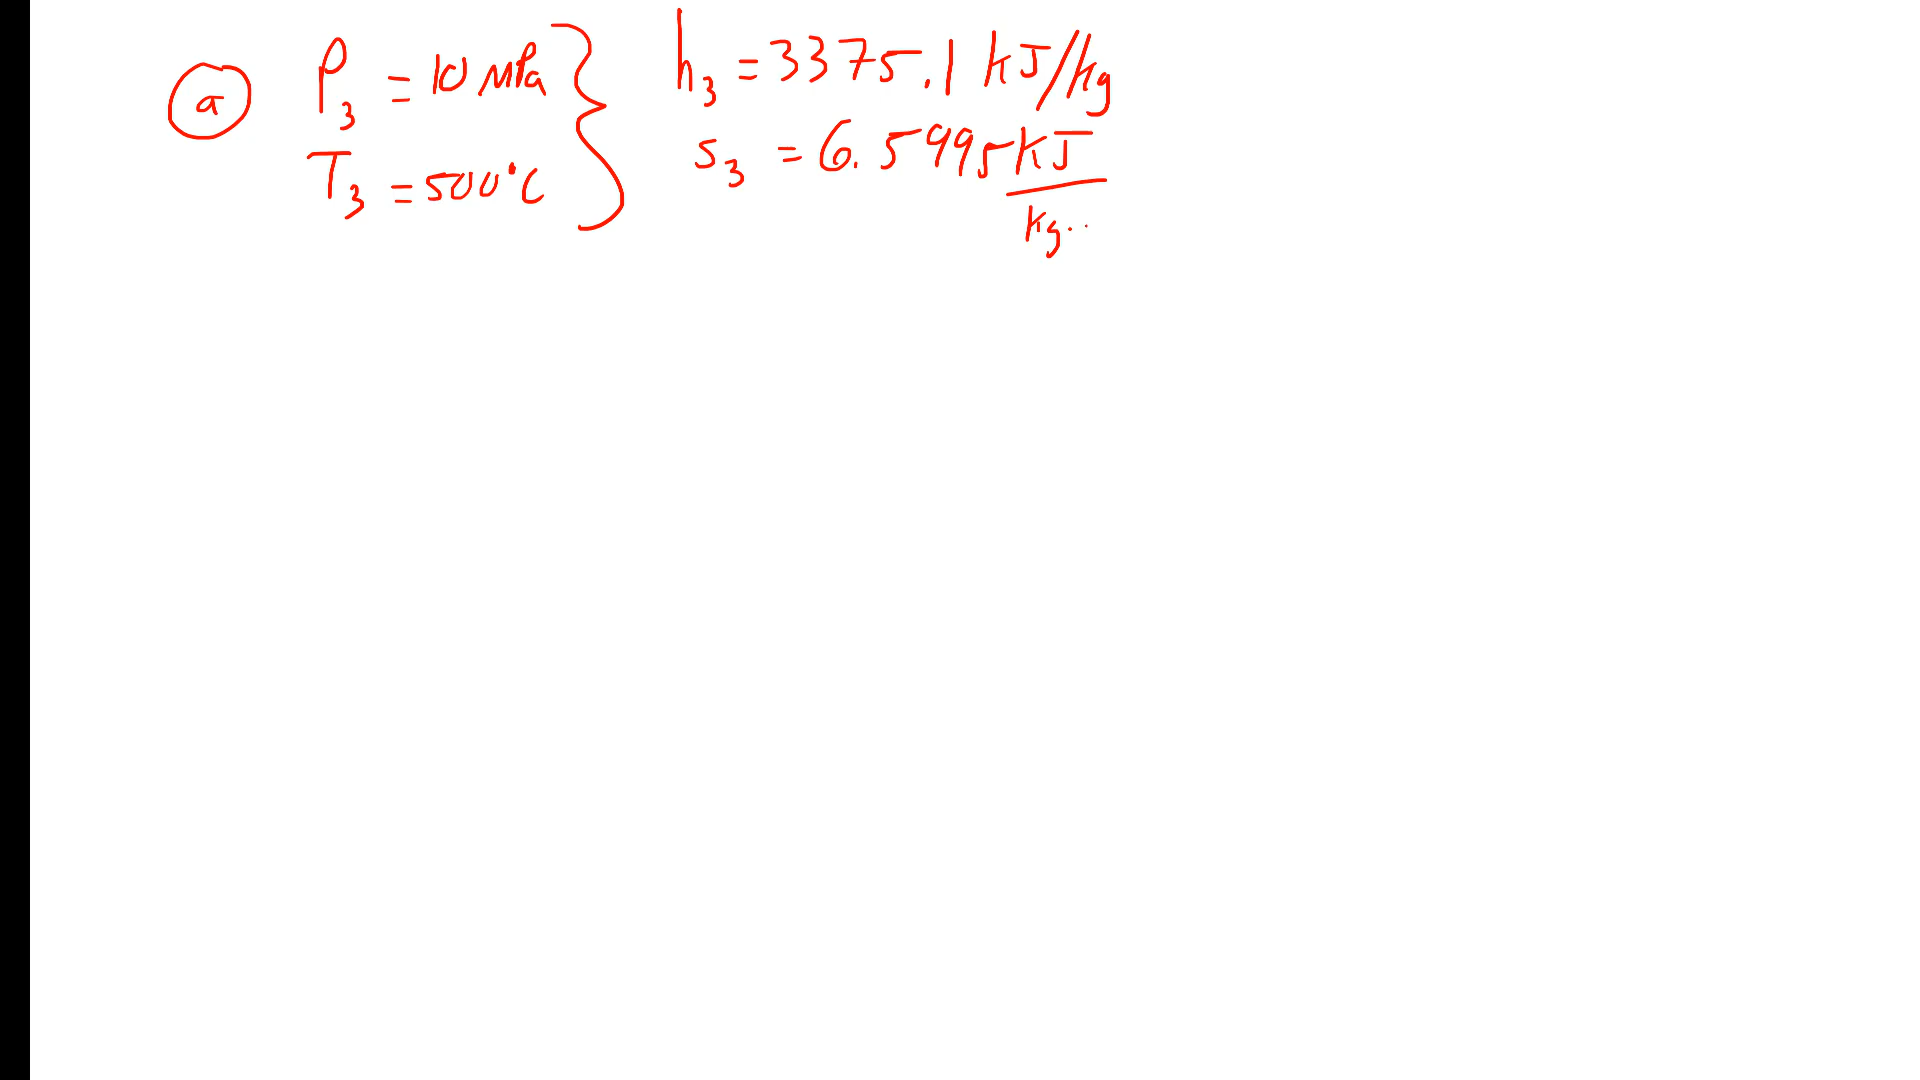 a P3 = 10 MPa } h3 = 3375.1 kJ/kg
T3 = 500°C s3 = 6.5995 kJ
kg..